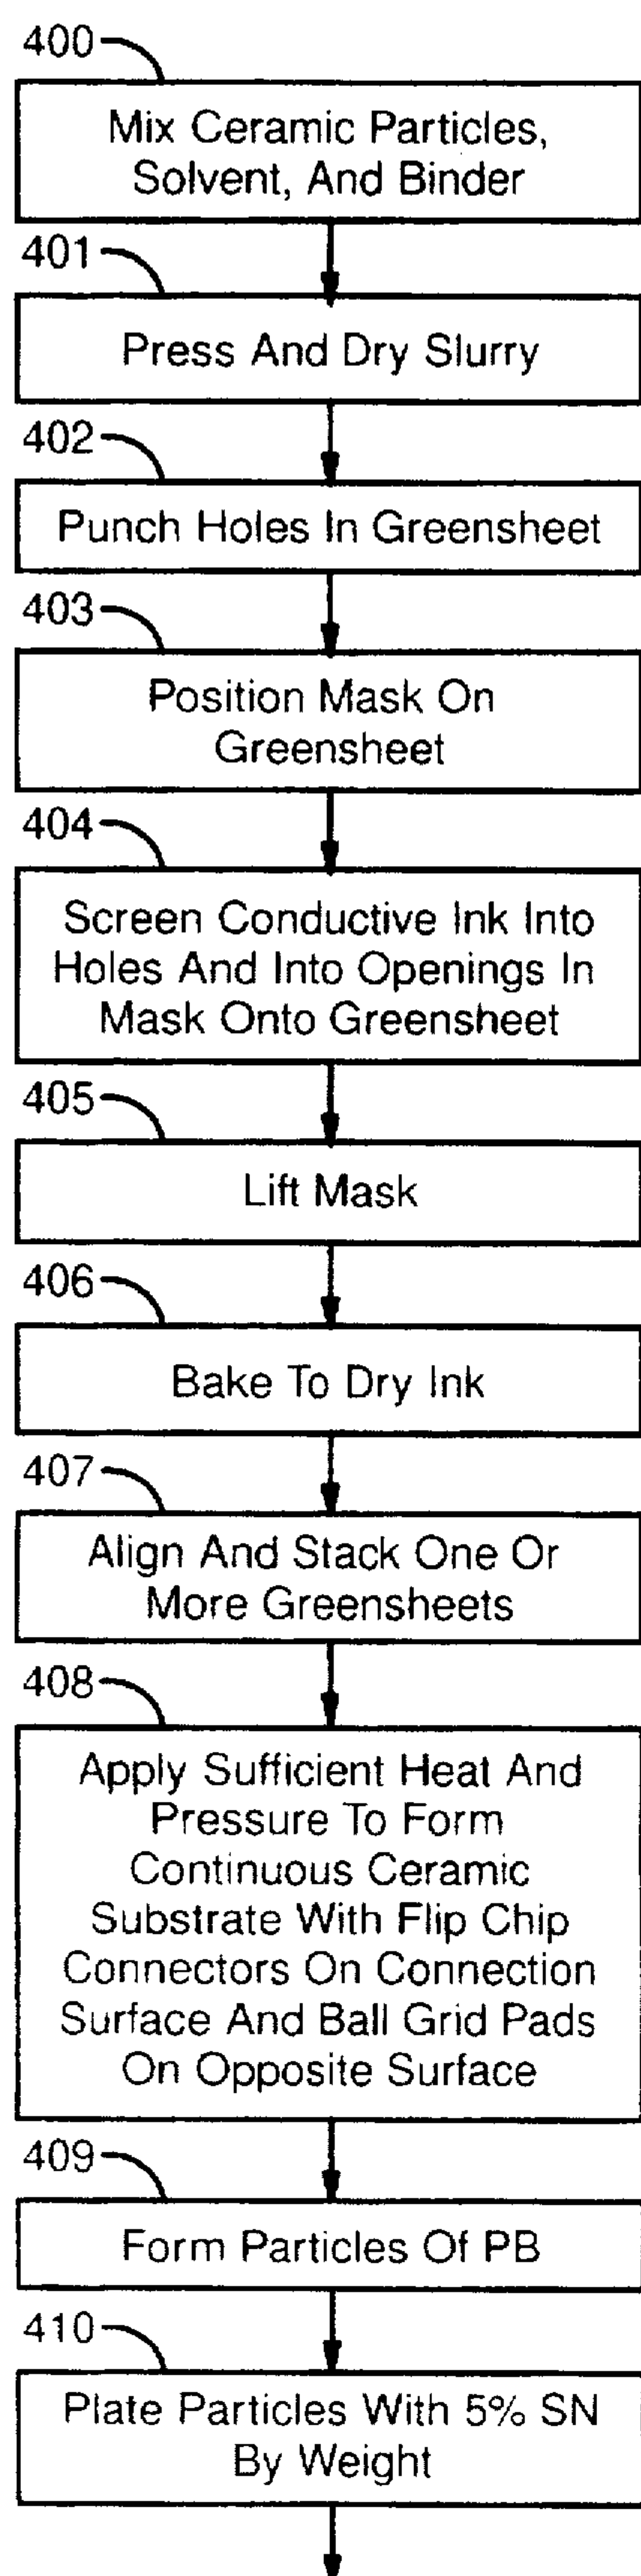 400
Mix Ceramic Particles,
Solvent, And Binder
401
Press And Dry Slurry
402
Punch Holes In Greensheet
403
Position Mask On
Greensheet
404
Screen Conductive Ink Into
Holes And Into Openings In
Mask Onto Greensheet
405
Lift Mask
406
Bake To Dry Ink
407
Align And Stack One Or
More Greensheets
408
Apply Sufficient Heat And
Pressure To Form
Continuous Ceramic
Substrate With Flip Chip
Connectors On Connection
Surface And Ball Grid Pads
On Opposite Surface
409
Form Particles Of PB
410
Plate Particles With 5% SN
By Weight